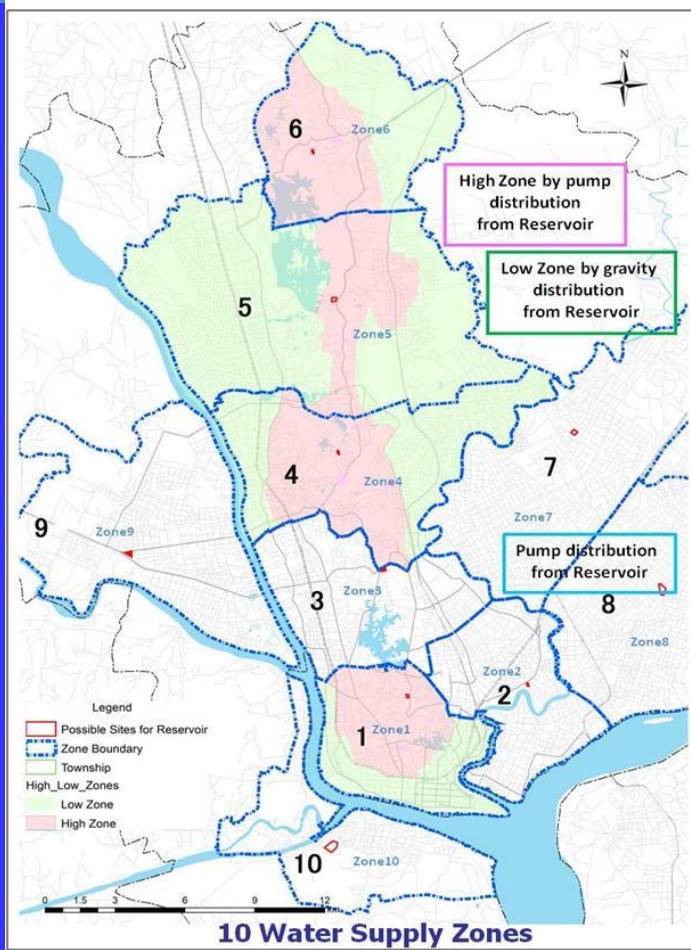 N
6
Zone6
High Zone by pump
distribution
from Reservoir
Low Zone by gravity
distribution
from Reservoir
5
Zone5
4
Zone4
7
Zone7
9
Zone9
Pump distribution
from Reservoir
3
Zone3
8
Zone8
Zone2
2
Zone1
1
Legend
Possible Sites for Reservoir
Zone Boundary
Township
High_Low_Zones
Low Zone
High Zone
10
Zone10
0 1.5 3 6 9 12
10 Water Supply Zones